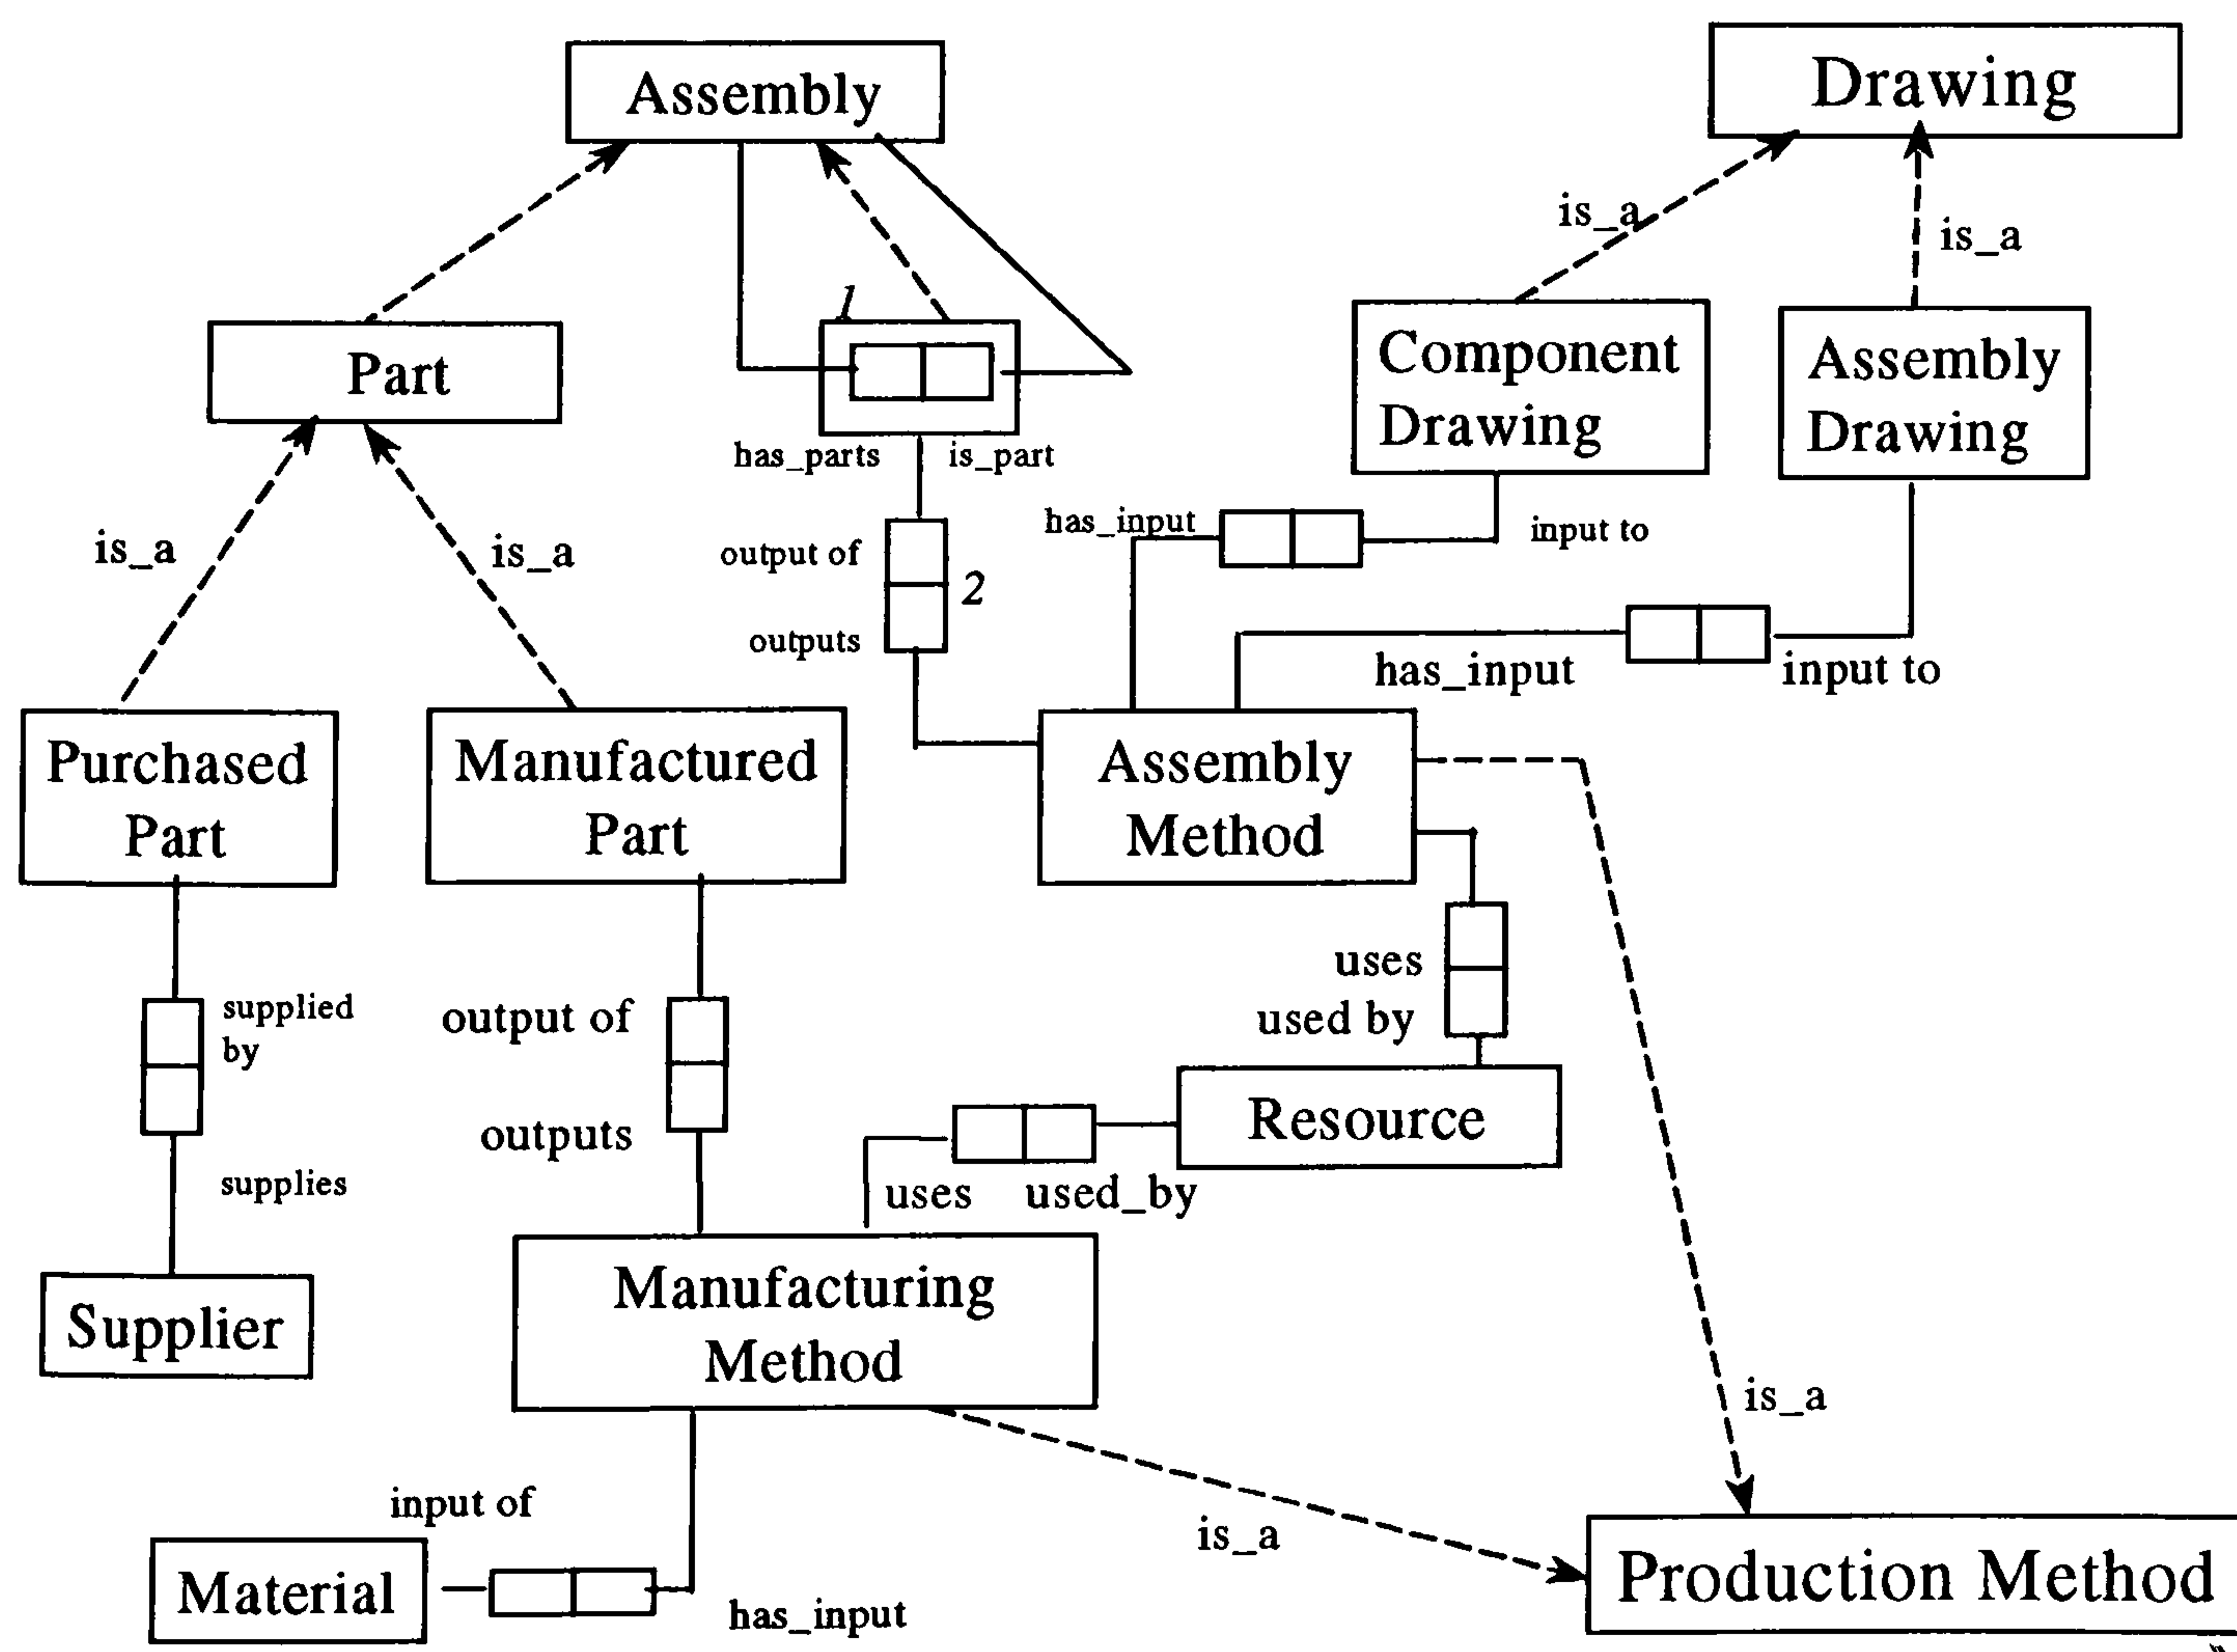 Assembly
Drawing
is_a
is_a
1
Part
Component
Drawing
Assembly
Drawing
has_parts
is_part
is_a
is_a
output of
2
outputs
has_input
input to
has_input
input to
Purchased
Part
Manufactured
Part
Assembly
Method
supplied
by
supplies
output of
outputs
uses
used by
Resource
uses
used_by
Supplier
Manufacturing
Method
is_a
is_a
input of
Material
has_input
Production Method